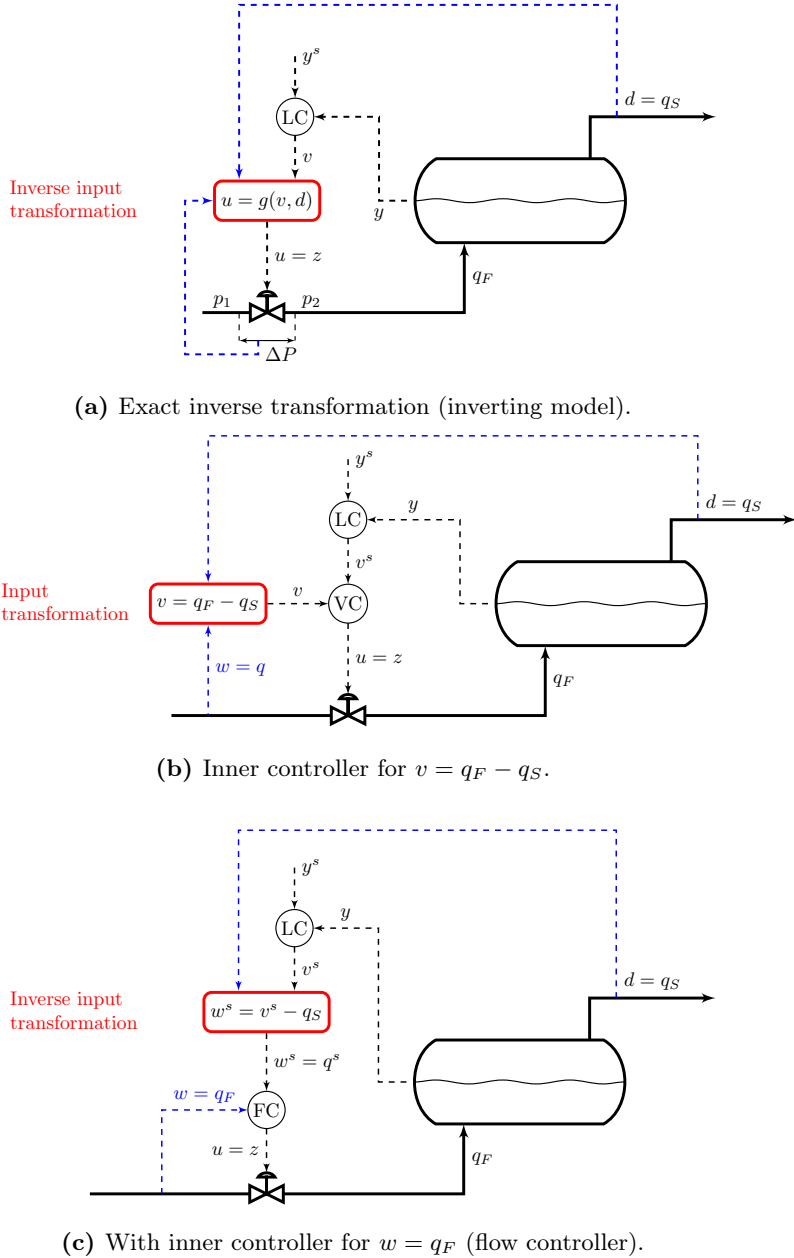 d = q_S
y^s
LC
v
Inverse input
transformation
u = g(v, d)
y
u = z
q_F
p_1
p_2
ΔP
(a) Exact inverse transformation (inverting model).
y^s
d = q_S
LC
y
v^s
Input
transformation
v = q_F − q_S
v
VC
w = q
u = z
q_F
(b) Inner controller for v = q_F − q_S.
y^s
LC
y
v^s
d = q_S
Inverse input
transformation
w^s = v^s − q_S
w^s = q^s
w = q_F
FC
u = z
q_F
(c) With inner controller for w = q_F (flow controller).